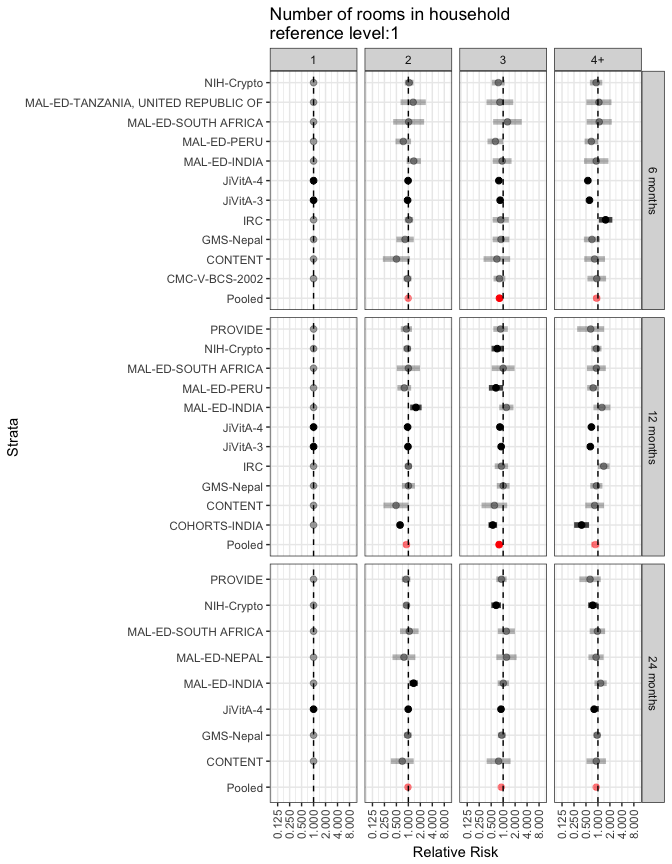 Number of rooms in household
reference level:1
1
2
3
4+
NIH-Crypto
MAL-ED-TANZANIA, UNITED REPUBLIC OF
MAL-ED-SOUTH AFRICA
MAL-ED-PERU
MAL-ED-INDIA
JiVitA-4
JiVitA-3
IRC
GMS-Nepal
CONTENT
CMC-V-BCS-2002
Pooled
6 months
PROVIDE
NIH-Crypto
MAL-ED-SOUTH AFRICA
MAL-ED-PERU
MAL-ED-INDIA
JiVitA-4
JiVitA-3
IRC
GMS-Nepal
CONTENT
COHORTS-INDIA
Pooled
12 months
PROVIDE
NIH-Crypto
MAL-ED-SOUTH AFRICA
MAL-ED-NEPAL
MAL-ED-INDIA
JiVitA-4
GMS-Nepal
CONTENT
Pooled
24 months
Strata
0.125 0.250 0.500 1.000 2.000 4.000 8.000
0.125 0.250 0.500 1.000 2.000 4.000 8.000
0.125 0.250 0.500 1.000 2.000 4.000 8.000
0.125 0.250 0.500 1.000 2.000 4.000 8.000
Relative Risk